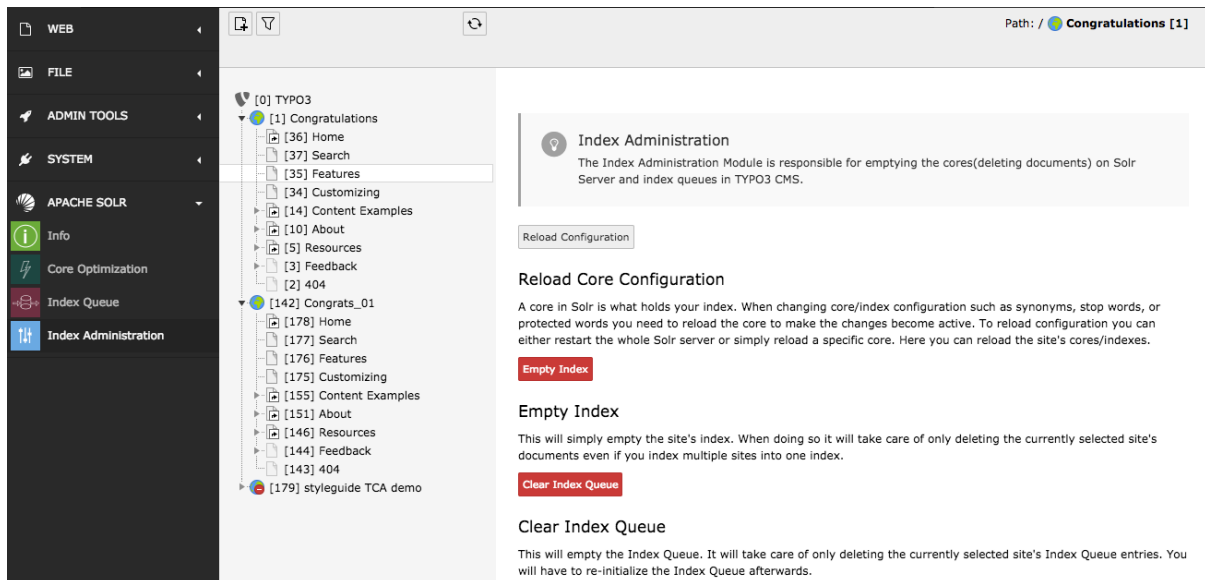 WEB
FILE
ADMIN TOOLS
SYSTEM
APACHE SOLR
Info
Core Optimization
Index Queue
Index Administration
[0] TYPO3
[1] Congratulations
[36] Home
[37] Search
[35] Features
[34] Customizing
[14] Content Examples
[10] About
[5] Resources
[3] Feedback
[2] 404
[142] Congrats_01
[178] Home
[177] Search
[176] Features
[175] Customizing
[155] Content Examples
[151] About
[146] Resources
[144] Feedback
[143] 404
[179] styleguide TCA demo
Path: / Congratulations [1]
Index Administration
The Index Administration Module is responsible for emptying the cores(deleting documents) on Solr
Server and index queues in TYPO3 CMS.
Reload Configuration
Reload Core Configuration
A core in Solr is what holds your index. When changing core/index configuration such as synonyms, stop words, or
protected words you need to reload the core to make the changes become active. To reload configuration you can
either restart the whole Solr server or simply reload a specific core. Here you can reload the site's cores/indexes.
Empty Index
Empty Index
This will simply empty the site's index. When doing so it will take care of only deleting the currently selected site's
documents even if you index multiple sites into one index.
Clear Index Queue
Clear Index Queue
This will empty the Index Queue. It will take care of only deleting the currently selected site's Index Queue entries. You
will have to re-initialize the Index Queue afterwards.